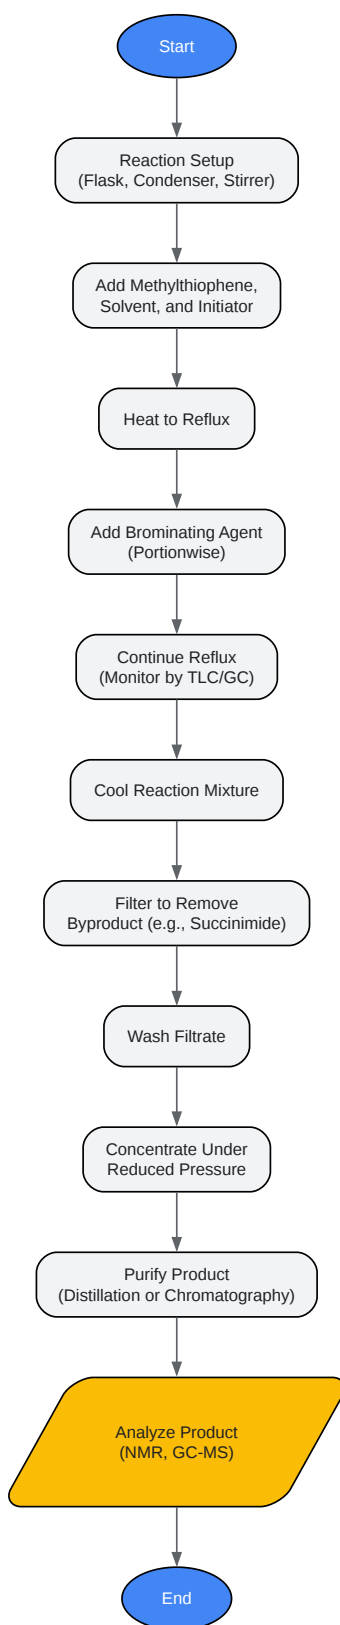 Start
Reaction Setup
(Flask, Condenser, Stirrer)
Add Methylthiophene,
Solvent, and Initiator
Heat to Reflux
Add Brominating Agent
(Portionwise)
Continue Reflux
(Monitor by TLC/GC)
Cool Reaction Mixture
Filter to Remove
Byproduct (e.g., Succinimide)
Wash Filtrate
Concentrate Under
Reduced Pressure
Purify Product
(Distillation or Chromatography)
Analyze Product
(NMR, GC-MS)
End